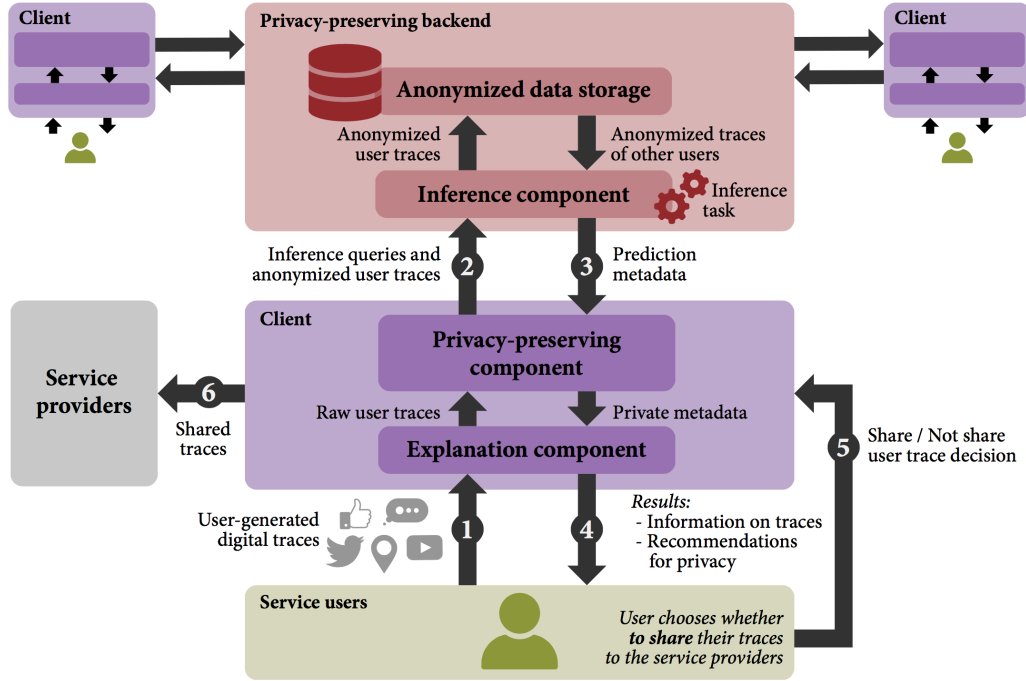 Client
Privacy-preserving backend
Client
Anonymized data storage
Anonymized
user traces
Anonymized traces
of other users
Inference component
Inference
task
Inference queries and
anonymized user traces
2
3
Prediction
metadata
Client
Privacy-preserving
component
Service
providers
6
Shared
traces
Raw user traces
Private metadata
Explanation component
5
Share / Not share
user trace decision
User-generated
digital traces
1
4
Results:
- Information on traces
- Recommendations
for privacy
Service users
User chooses whether
to share their traces
to the service providers